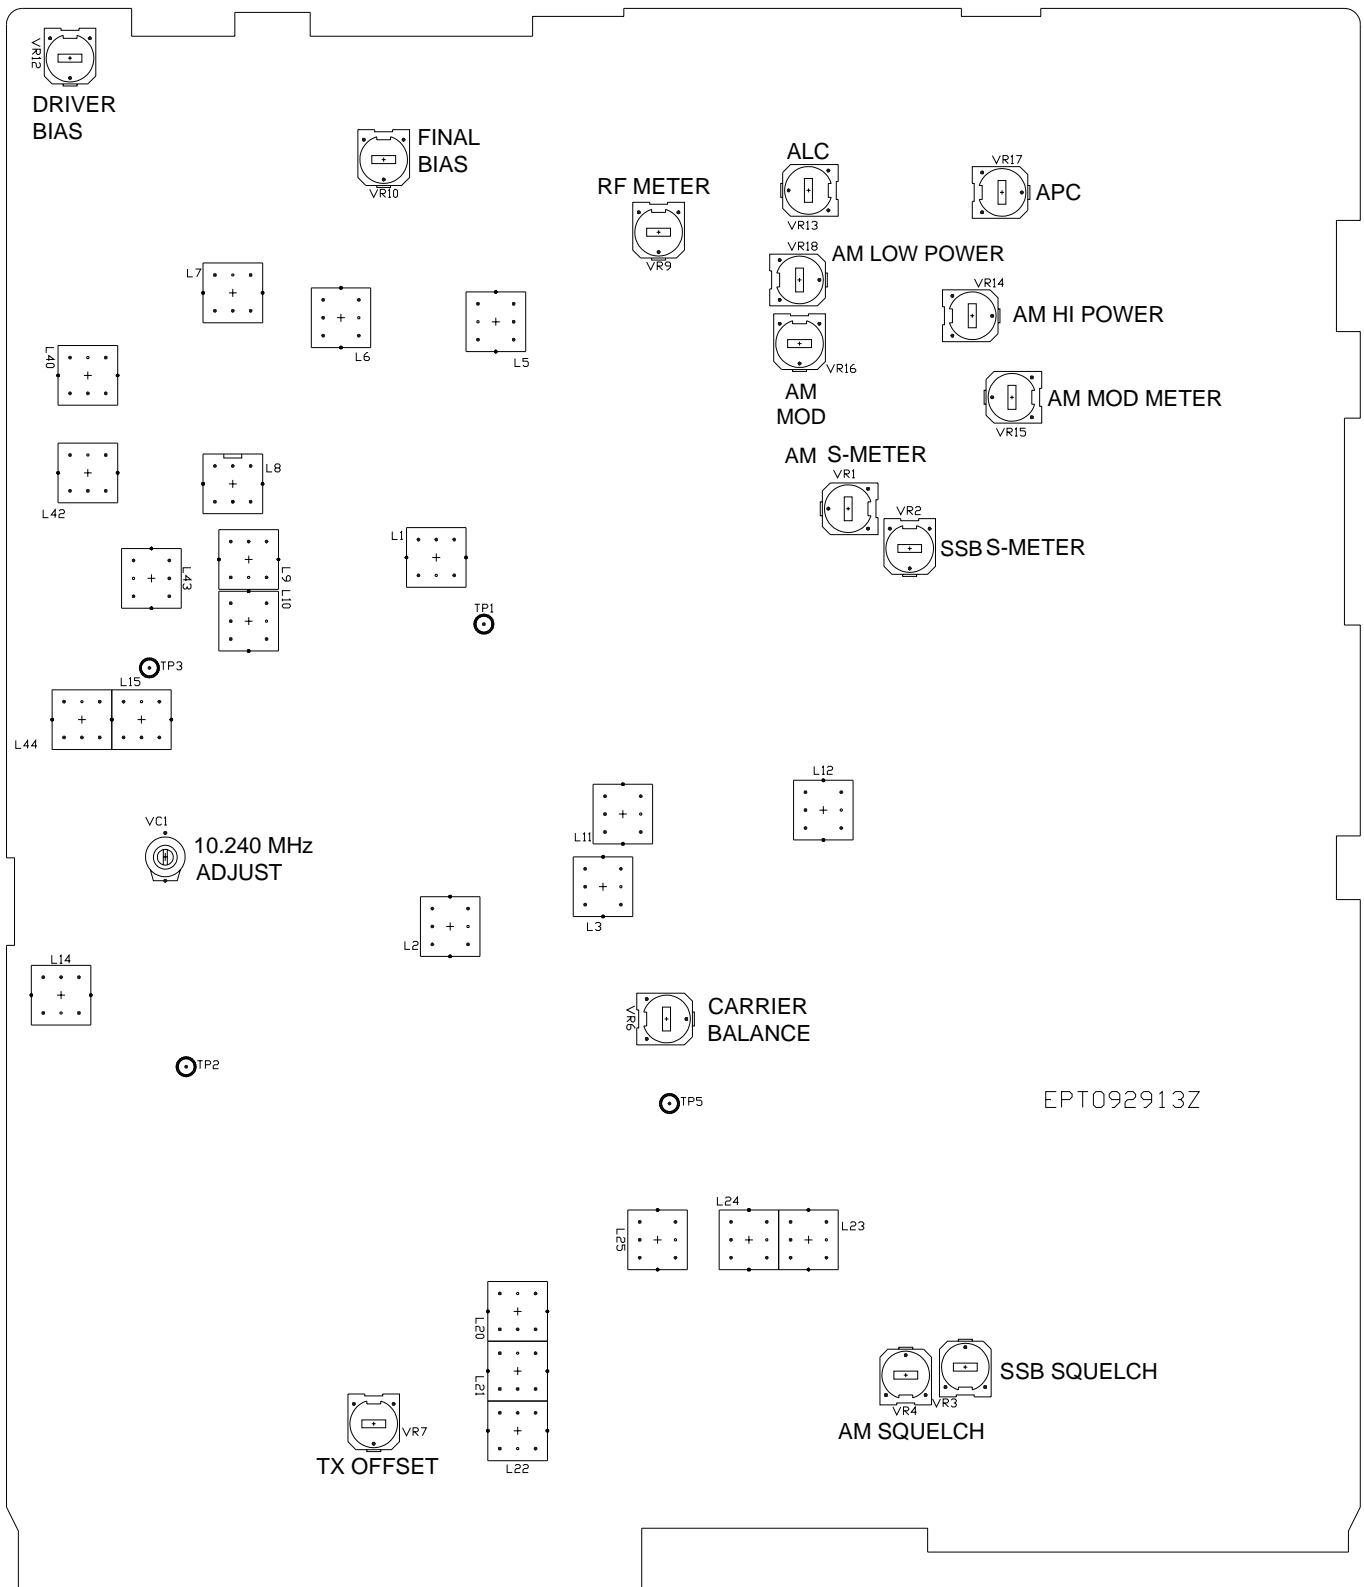 VR12
DRIVER
BIAS
FINAL
BIAS
VR10
RF METER
VR9
ALC
VR13
VR17
APC
VR18
AM LOW POWER
VR14
AM HI POWER
VR16
AM
MOD
AM MOD METER
VR15
AM S-METER
VR1
VR2
SSB S-METER
L7
L6
L5
L40
L42
L8
L43
L9
L10
L1
TP1
TP3
L15
L44
VC1
10.240 MHz
ADJUST
L12
L11
L3
L2
L14
VR6
CARRIER
BALANCE
TP2
TP5
EPT092913Z
L25
L24
L23
L20
L21
L22
VR7
TX OFFSET
SSB SQUELCH
VR3
VR4
AM SQUELCH